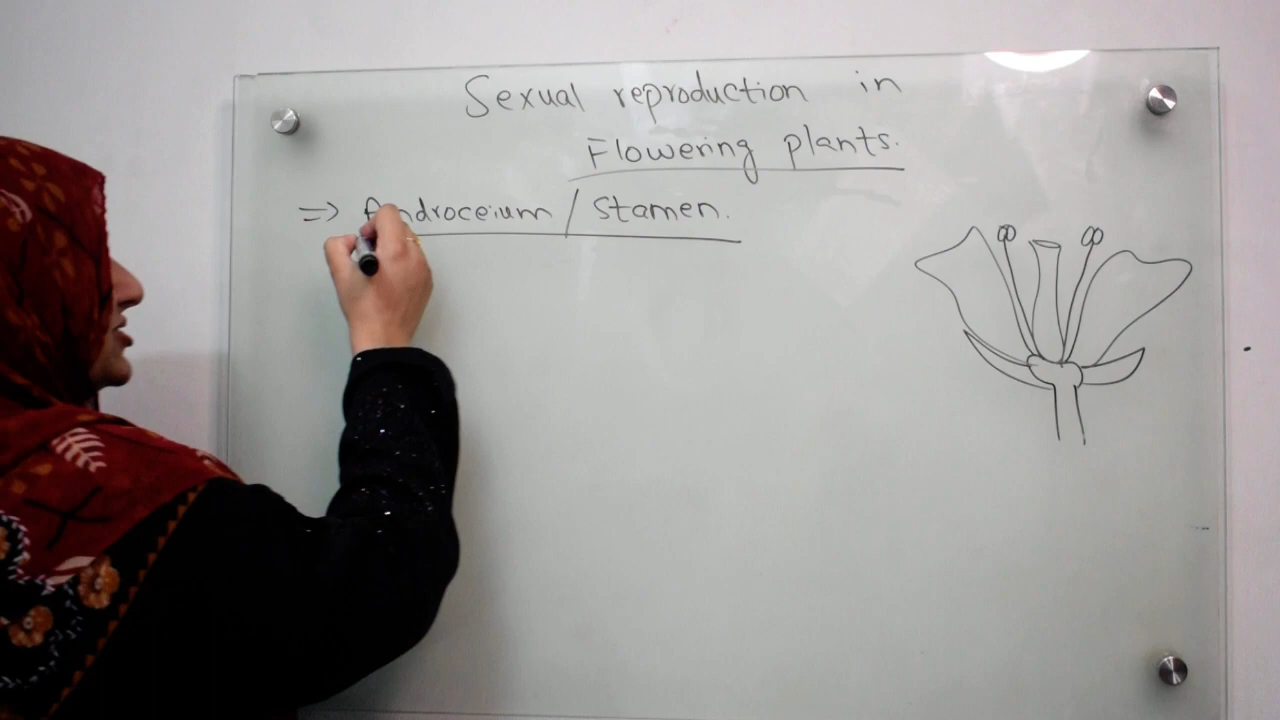 Sexual reproduction in
Flowering plants.
=> Androceium / Stamen.